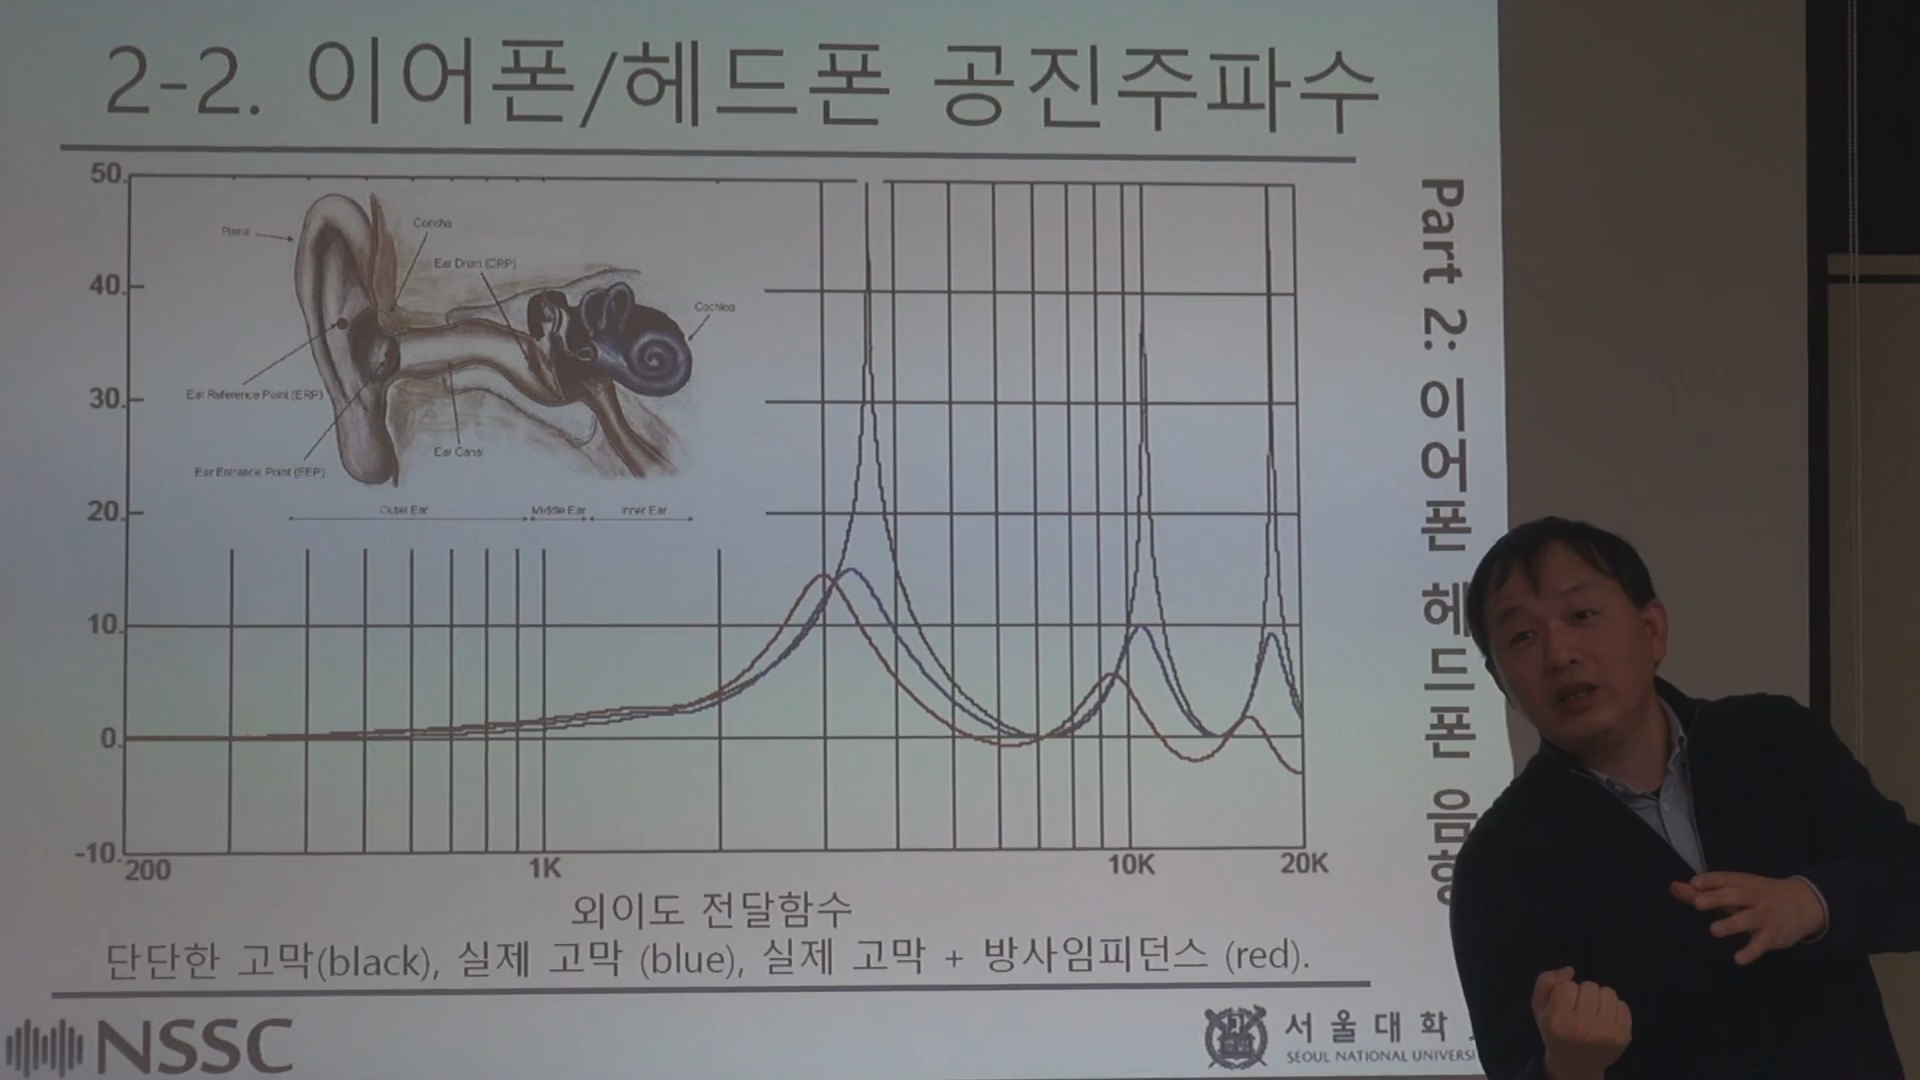 2-2. 이어폰/헤드폰 공진주파수
50
40
30
20
10
0
-10
200
1K
10K
20K
Pinna
Concha
Ear Drum (DRP)
Cochlea
Ear Reference Point (ERP)
Ear Entrance Point (EEP)
Ear Canal
Outer Ear
Middle Ear
Inner Ear
외이도 전달함수
단단한 고막(black), 실제 고막 (blue), 실제 고막 + 방사임피던스 (red).
Part 2: 이어폰 헤드폰 음향
NSSC
서울대학
SEOUL NATIONAL UNIVERSI